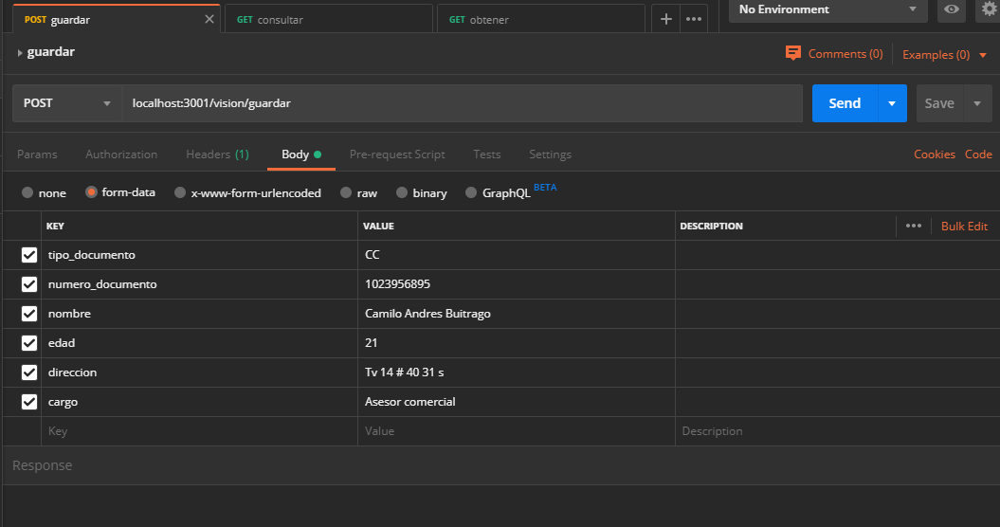 POST guardar GET consultar GET obtener No Environment
guardar Comments (0) Examples (0)
POST localhost:3001/vision/guardar Send Save
Params Authorization Headers (1) Body Pre-request Script Tests Settings Cookies Code
none form-data x-www-form-urlencoded raw binary GraphQL BETA
KEY VALUE DESCRIPTION Bulk Edit
tipo_documento CC
numero_documento 1023956895
nombre Camilo Andres Buitrago
edad 21
direccion Tv 14 # 40 31 s
cargo Asesor comercial
Key Value Description
Response